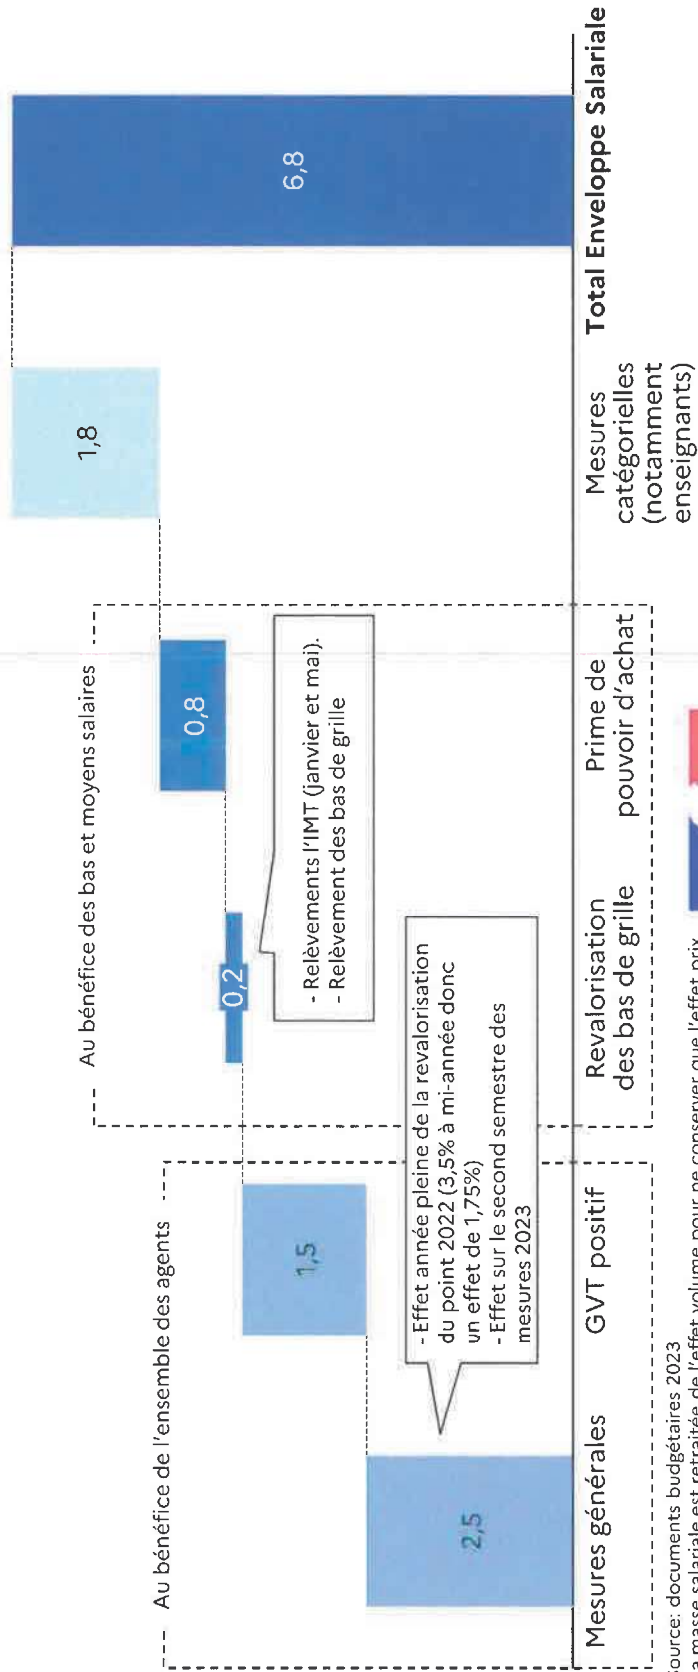 Au bénéfice de l'ensemble des agents
Au bénéfice des bas et moyens salaires
2,5
1,5
0,2
0,8
1,8
6,8
- Effet année pleine de la revalorisation
du point 2022 (3,5% à mi-année donc
un effet de 1,75%)
- Effet sur le second semestre des
mesures 2023
- Relèvements l'IMT (janvier et mai).
- Relèvement des bas de grille
Mesures générales
GVT positif
Revalorisation
des bas de grille
Prime de
pouvoir d'achat
Mesures
catégorielles
(notamment
enseignants)
Total Enveloppe Salariale
ource: documents budgétaires 2023
a masse salariale est retraitée de l'effet volume pour ne conserver que l'effet prix